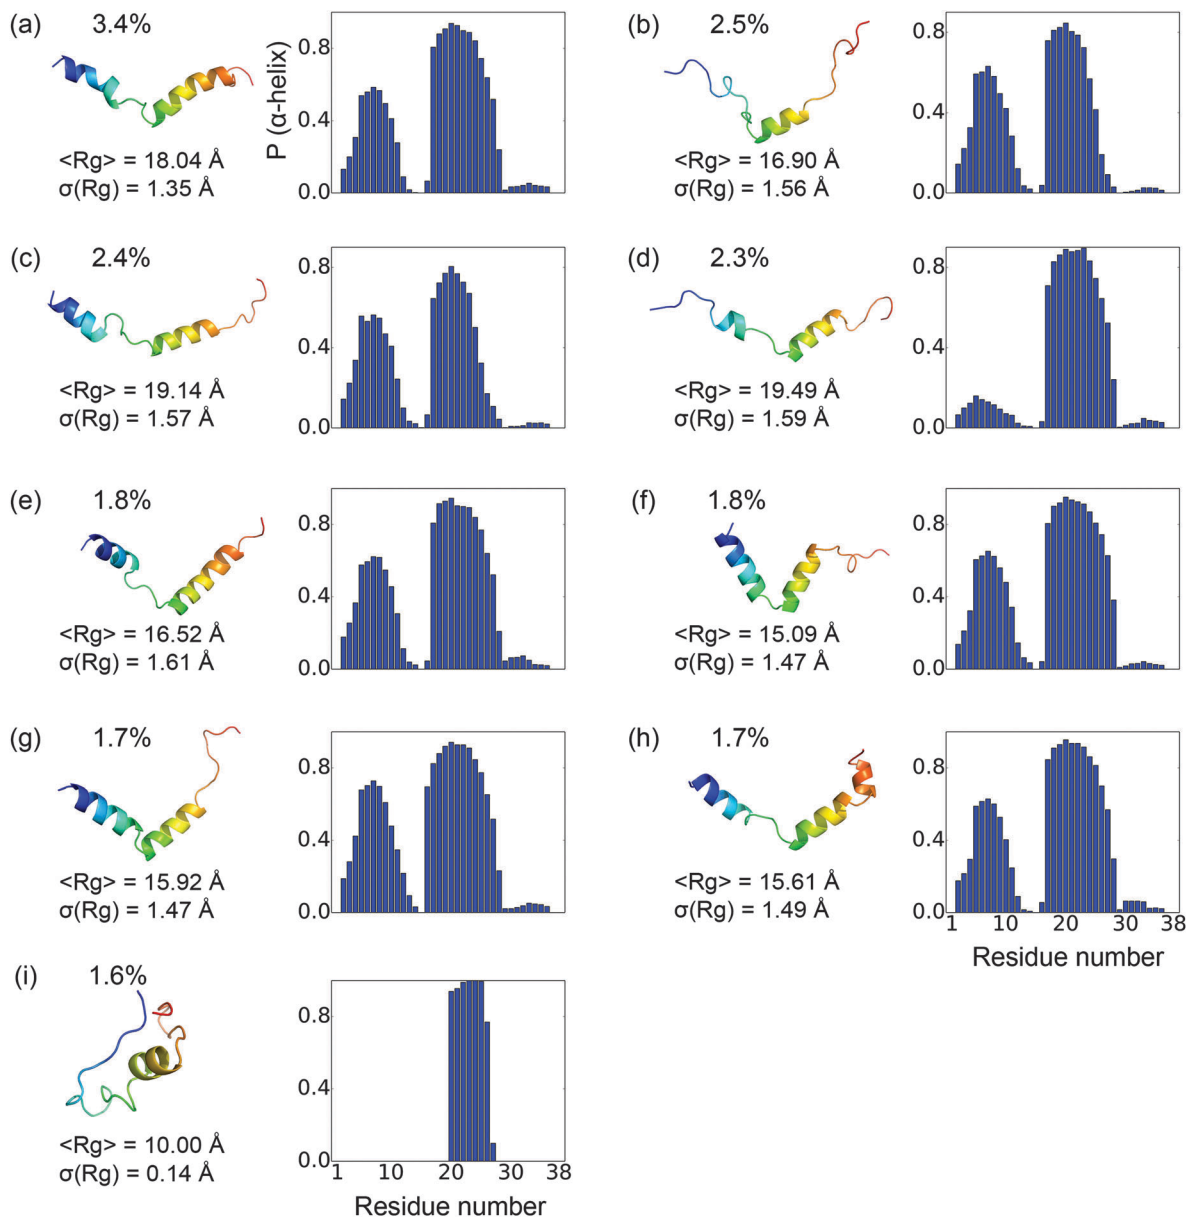 (a) 3.4%
<Rg> = 18.04 Å
σ(Rg) = 1.35 Å
P (α-helix)
0.8
0.4
0.0
(b) 2.5%
<Rg> = 16.90 Å
σ(Rg) = 1.56 Å
0.8
0.4
0.0
(c) 2.4%
<Rg> = 19.14 Å
σ(Rg) = 1.57 Å
0.8
0.4
0.0
(d) 2.3%
<Rg> = 19.49 Å
σ(Rg) = 1.59 Å
0.8
0.4
0.0
(e) 1.8%
<Rg> = 16.52 Å
σ(Rg) = 1.61 Å
0.8
0.4
0.0
(f) 1.8%
<Rg> = 15.09 Å
σ(Rg) = 1.47 Å
0.8
0.4
0.0
(g) 1.7%
<Rg> = 15.92 Å
σ(Rg) = 1.47 Å
0.8
0.4
0.0
(h) 1.7%
<Rg> = 15.61 Å
σ(Rg) = 1.49 Å
0.8
0.4
0.0
1 10 20 30 38
Residue number
(i) 1.6%
<Rg> = 10.00 Å
σ(Rg) = 0.14 Å
0.8
0.4
0.0
1 10 20 30 38
Residue number